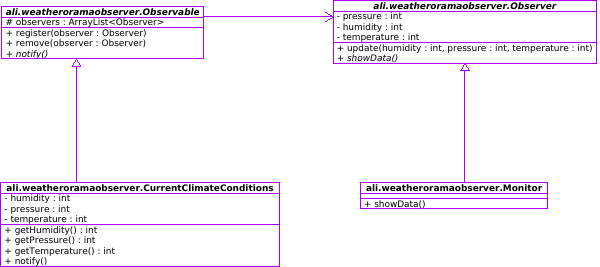 ali.weatheroramaobserver.Observable
# observers : ArrayList<Observer>
+ register(observer : Observer)
+ remove(observer : Observer)
+ notify()
ali.weatheroramaobserver.Observer
- pressure : int
- humidity : int
- temperature : int
+ update(humidity : int, pressure : int, temperature : int)
+ showData()
ali.weatheroramaobserver.CurrentClimateConditions
- humidity : int
- pressure : int
- temperature : int
+ getHumidity() : int
+ getPressure() : int
+ getTemperature() : int
+ notify()
ali.weatheroramaobserver.Monitor
+ showData()